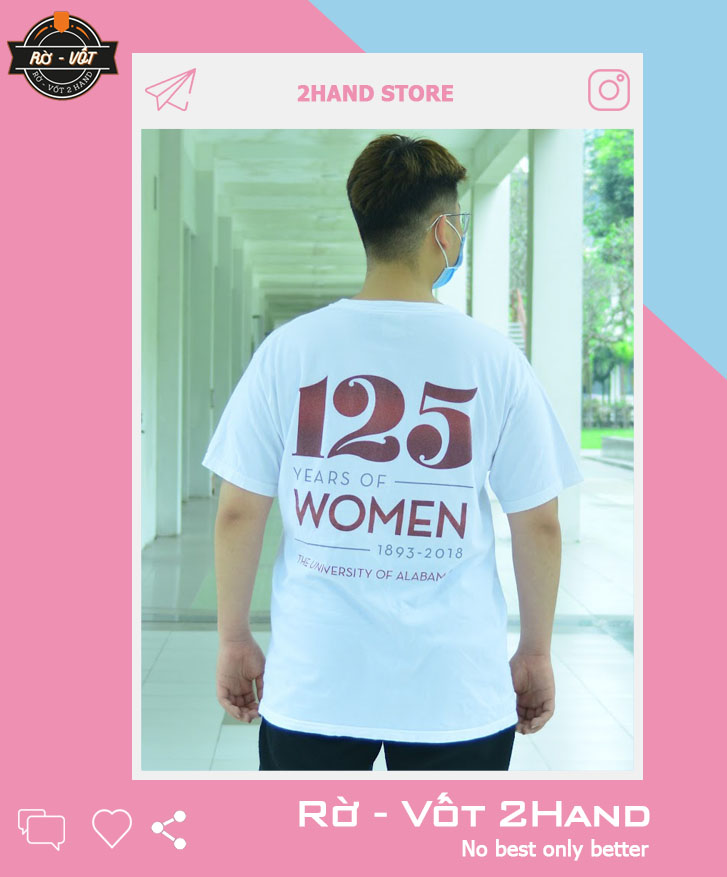 RỜ - VỐT
RỜ - VỐT 2 HAND
2HAND STORE
125
YEARS OF
WOMEN
1893-2018
THE UNIVERSITY OF ALABAM
Rờ - Vốt 2Hand
No best only better